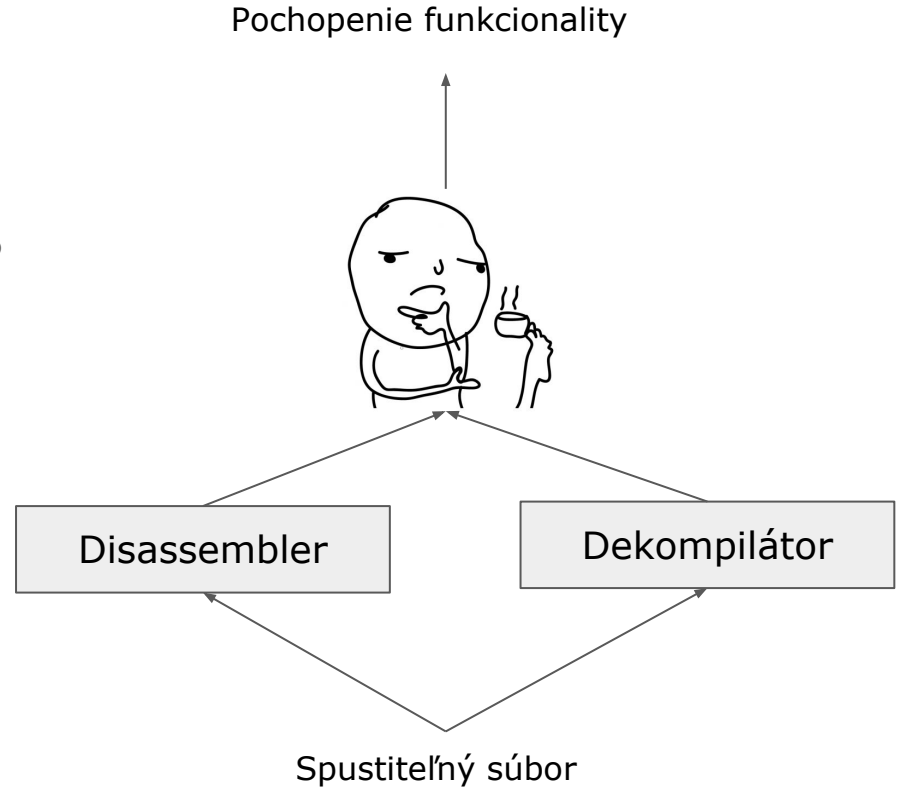 Pochopenie funkcionality
Disassembler
Dekompilátor
Spustiteľný súbor